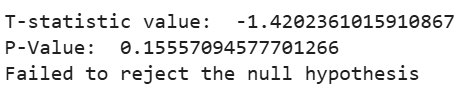 T-statistic value:  -1.4202361015910867
P-Value:  0.15557094577701266
Failed to reject the null hypothesis